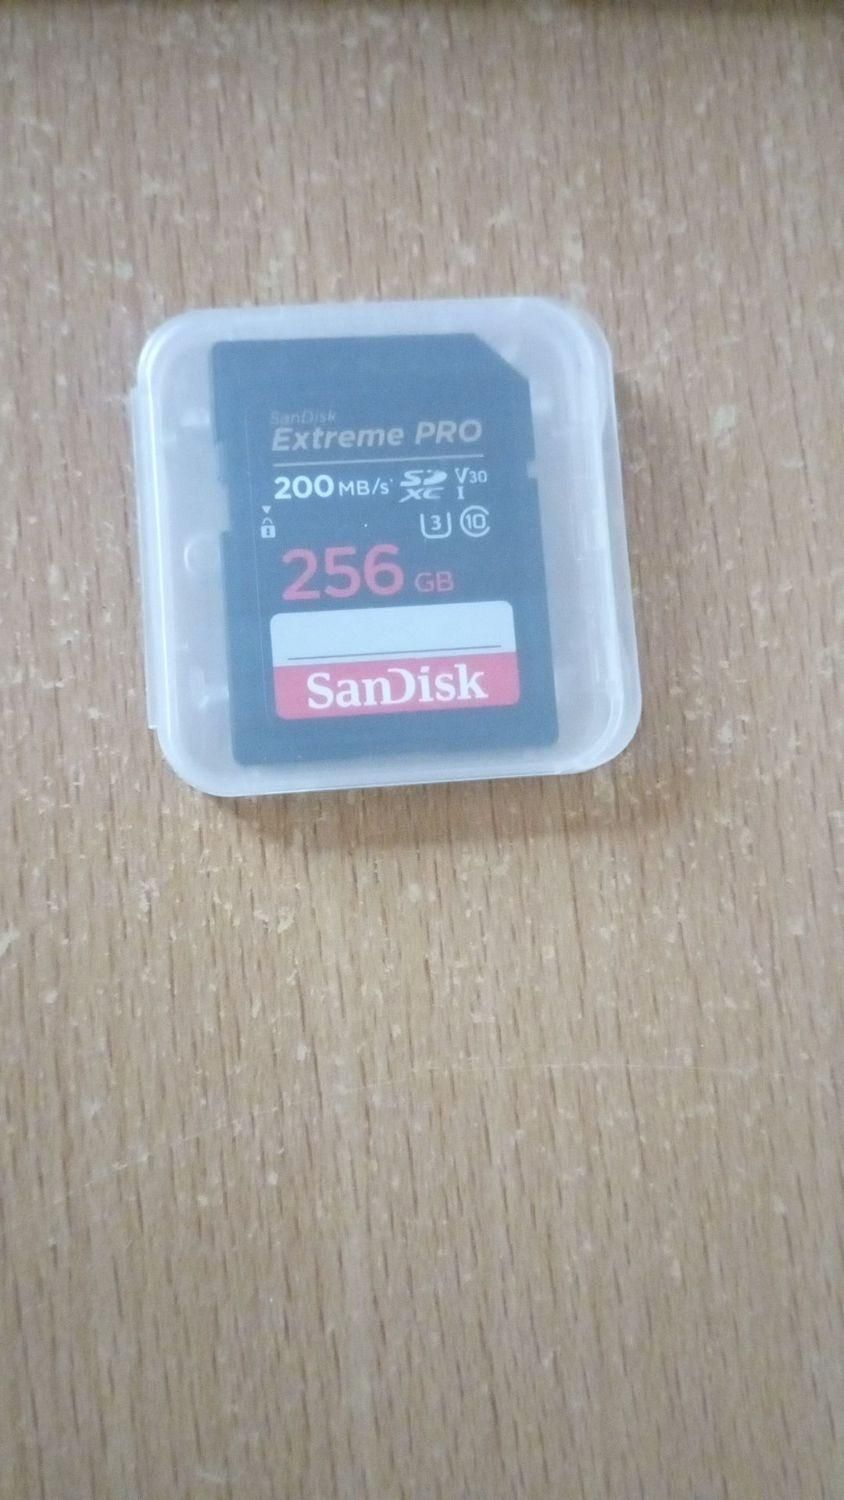 SanDisk
Extreme PRO
200 MB/s* SD XC V30 I
3 10
256 GB
SanDisk